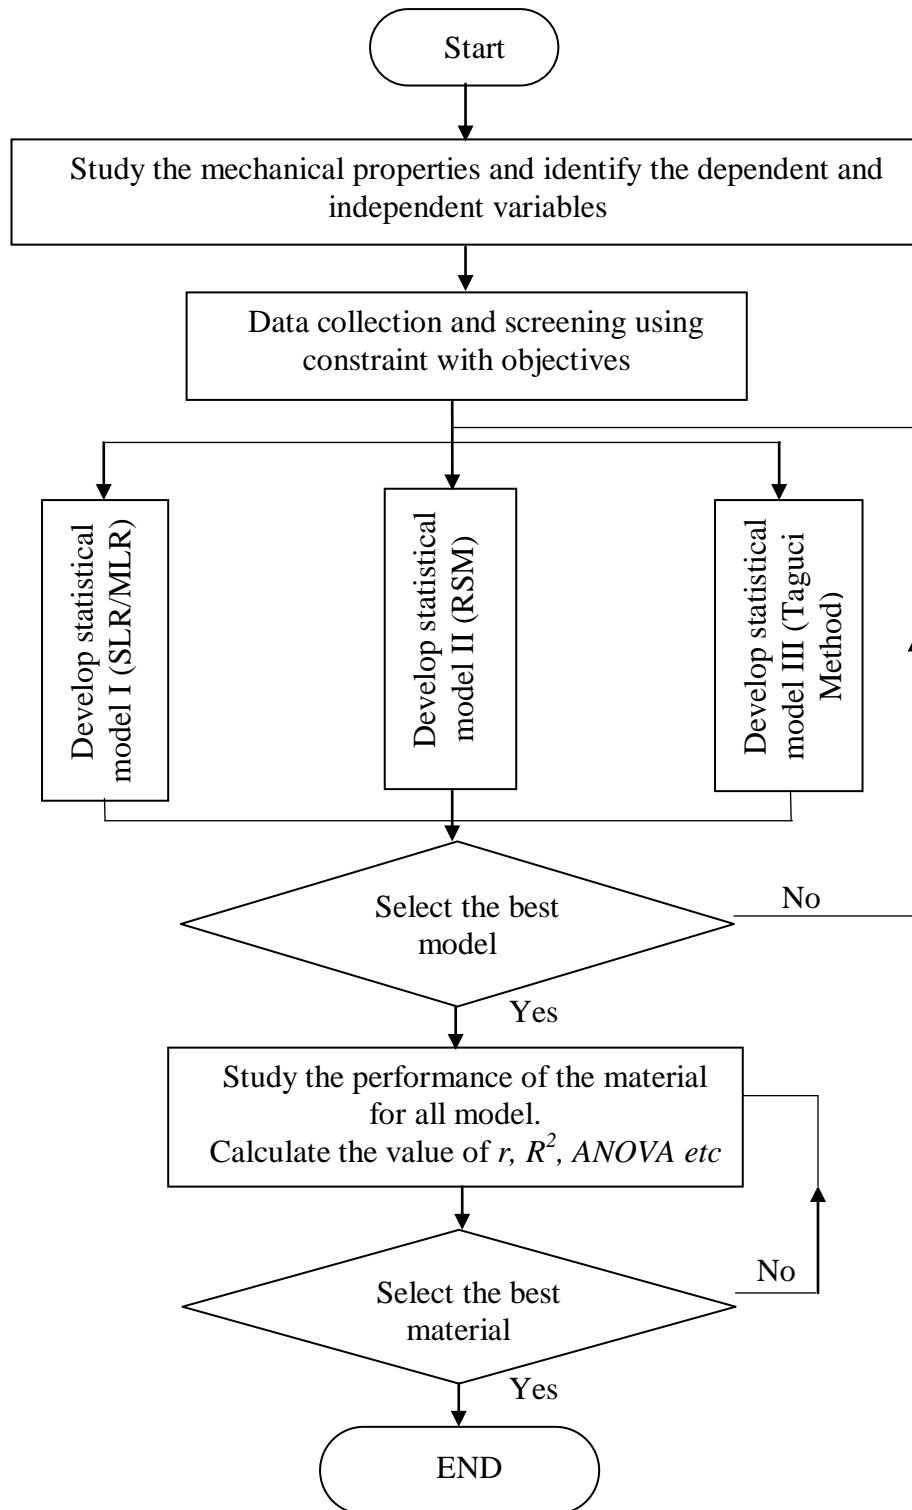 Start
Study the mechanical properties and identify the dependent and
independent variables
Data collection and screening using
constraint with objectives
Develop statistical
model I (SLR/MLR)
Develop statistical
model II (RSM)
Develop statistical
model III (Taguci
Method)
Select the best
model
No
Yes
Study the performance of the material
for all model.
Calculate the value of r, R², ANOVA etc
Select the best
material
No
Yes
END